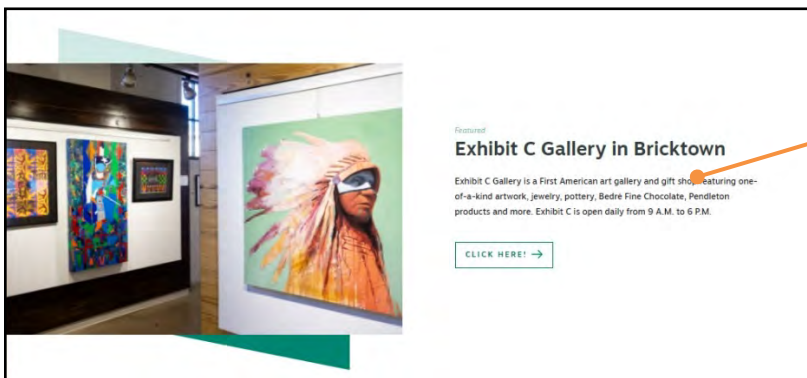 Featured
Exhibit C Gallery in Bricktown
Exhibit C Gallery is a First American art gallery and gift shop featuring one-
of-a-kind artwork, jewelry, pottery, Bedré Fine Chocolate, Pendleton
products and more. Exhibit C is open daily from 9 A.M. to 6 P.M.
CLICK HERE! →